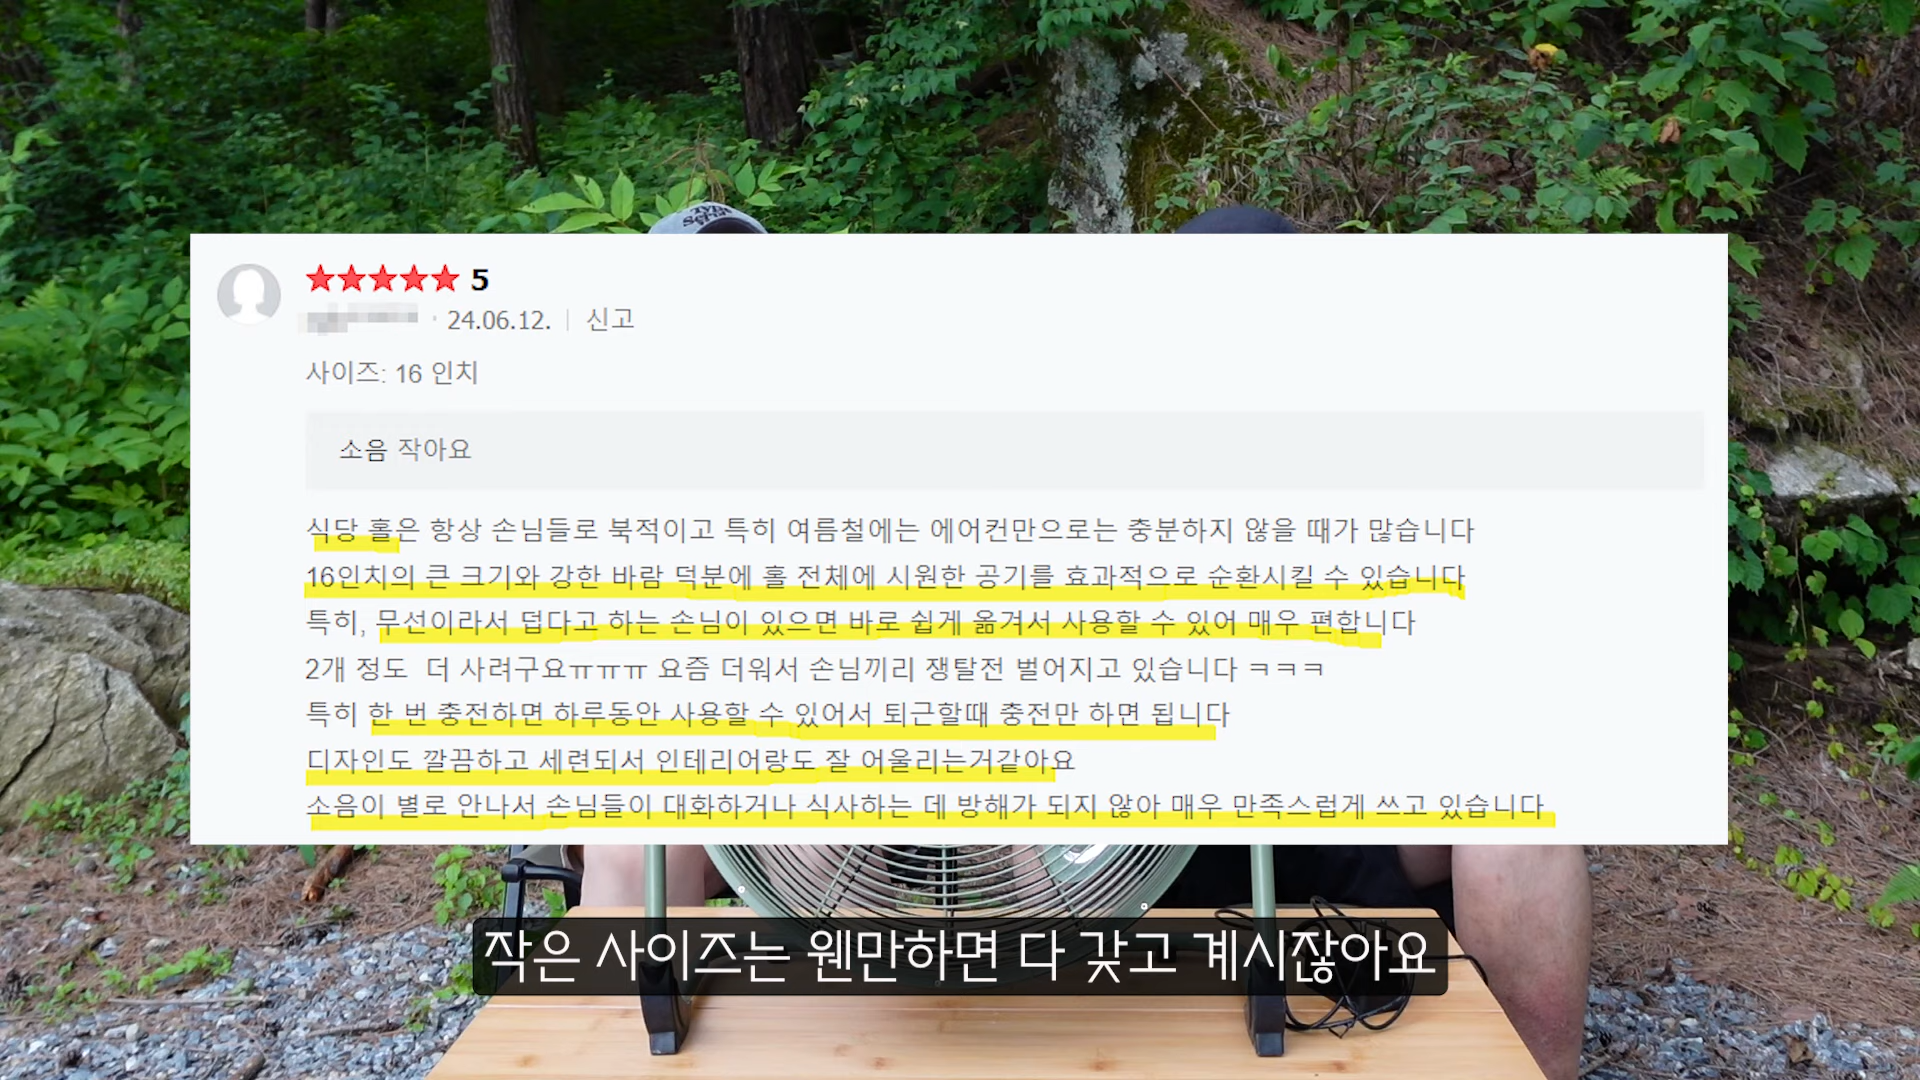 ★★★★★ 5
· 24.06.12. | 신고
사이즈: 16 인치
소음 작아요
식당 홀은 항상 손님들로 북적이고 특히 여름철에는 에어컨만으로는 충분하지 않을 때가 많습니다
16인치의 큰 크기와 강한 바람 덕분에 홀 전체에 시원한 공기를 효과적으로 순환시킬 수 있습니다
특히, 무선이라서 덥다고 하는 손님이 있으면 바로 쉽게 옮겨서 사용할 수 있어 매우 편합니다
2개 정도 더 사려구요ㅠㅠㅠ 요즘 더워서 손님끼리 쟁탈전 벌어지고 있습니다 ㅋㅋㅋ
특히 한 번 충전하면 하루동안 사용할 수 있어서 퇴근할때 충전만 하면 됩니다
디자인도 깔끔하고 세련되서 인테리어랑도 잘 어울리는거같아요
소음이 별로 안나서 손님들이 대화하거나 식사하는 데 방해가 되지 않아 매우 만족스럽게 쓰고 있습니다
작은 사이즈는 웬만하면 다 갖고 계시잖아요